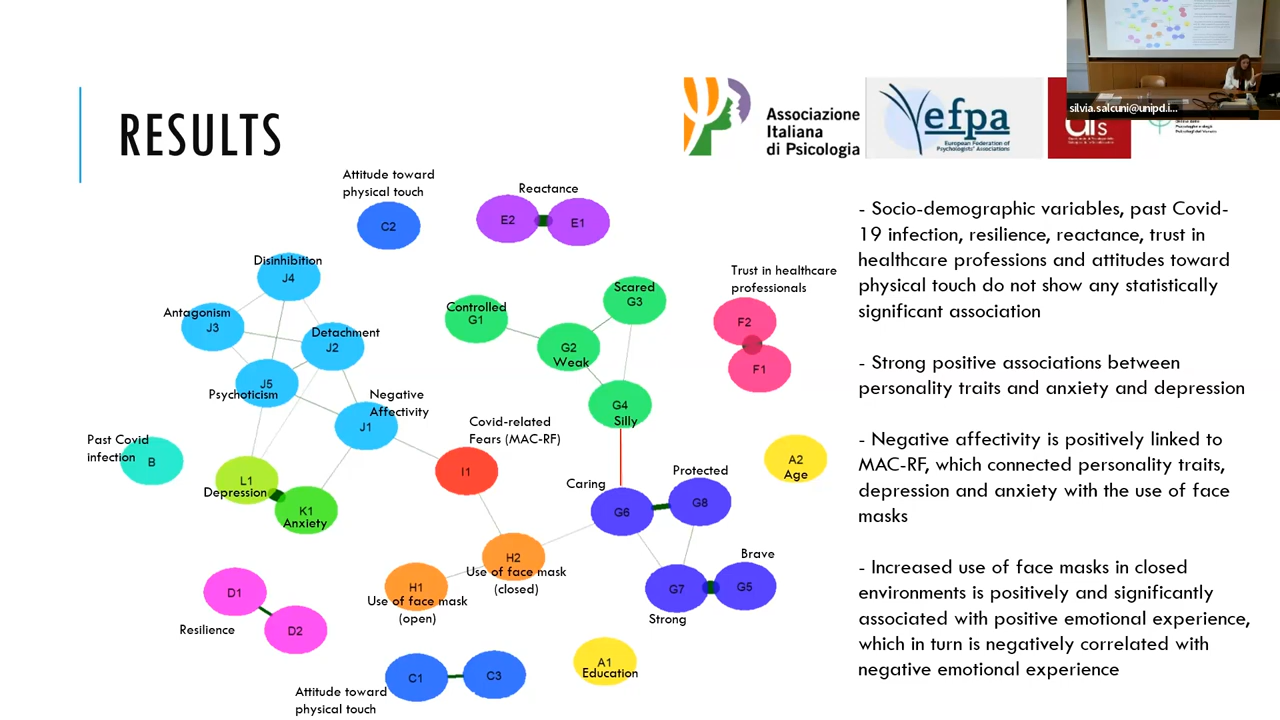 RESULTS
Associazione
Italiana
di Psicologia
efpa
European Federation of
Psychologists' Associations
silvia.salcuni@unipd.i...
Attitude toward
physical touch
C2
Reactance
E2
E1
Disinhibition
J4
Antagonism
J3
Detachment
J2
J5
Psychoticism
Negative
Affectivity
J1
Controlled
G1
Scared
G3
G2
Weak
G4
Silly
Trust in healthcare
professionals
F2
F1
Past Covid
infection
B
L1
Depression
K1
Anxiety
Covid-related
Fears (MAC-RF)
I1
A2
Age
Caring
G6
Protected
G8
Brave
G7
G5
Strong
H2
Use of face mask
(closed)
H1
Use of face mask
(open)
D1
D2
Resilience
C1
C3
Attitude toward
physical touch
A1
Education
- Socio-demographic variables, past Covid-
19 infection, resilience, reactance, trust in
healthcare professions and attitudes toward
physical touch do not show any statistically
significant association
- Strong positive associations between
personality traits and anxiety and depression
- Negative affectivity is positively linked to
MAC-RF, which connected personality traits,
depression and anxiety with the use of face
masks
- Increased use of face masks in closed
environments is positively and significantly
associated with positive emotional experience,
which in turn is negatively correlated with
negative emotional experience